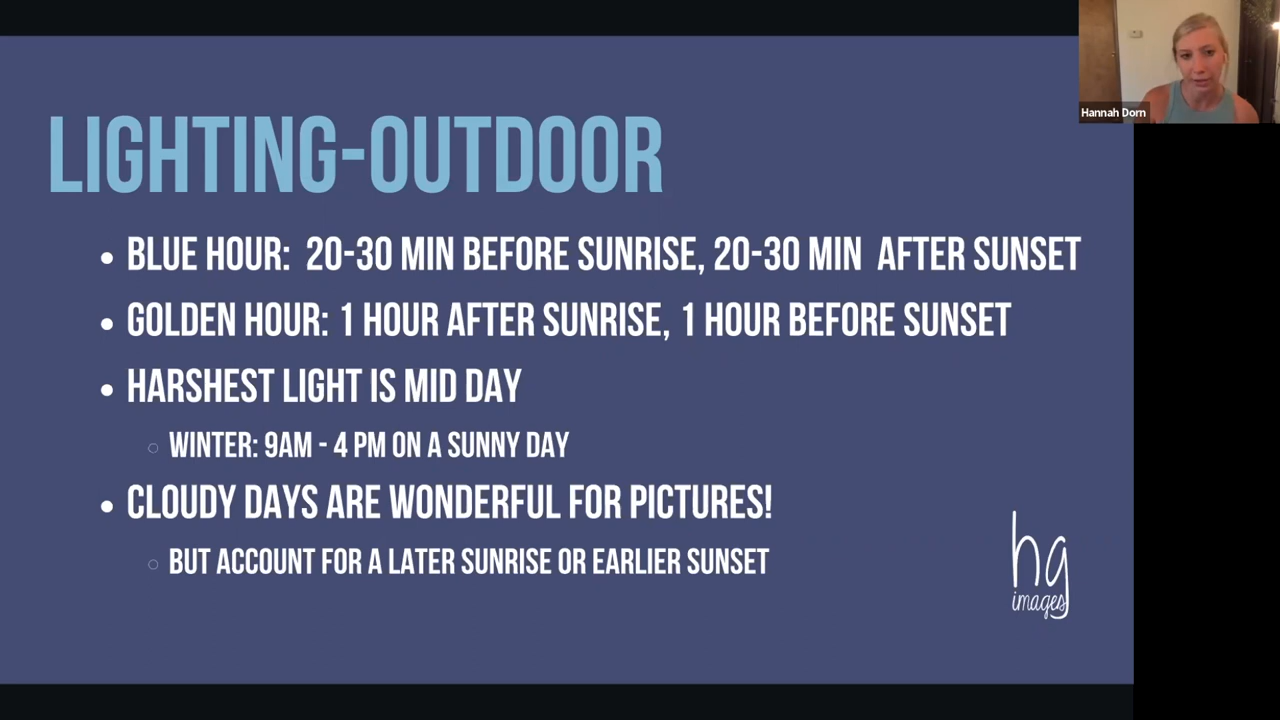 LIGHTING-OUTDOOR
BLUE HOUR: 20-30 MIN BEFORE SUNRISE, 20-30 MIN AFTER SUNSET
GOLDEN HOUR: 1 HOUR AFTER SUNRISE, 1 HOUR BEFORE SUNSET
HARSHEST LIGHT IS MID DAY
WINTER: 9AM - 4 PM ON A SUNNY DAY
CLOUDY DAYS ARE WONDERFUL FOR PICTURES!
BUT ACCOUNT FOR A LATER SUNRISE OR EARLIER SUNSET
hg
images
Hannah Dorn